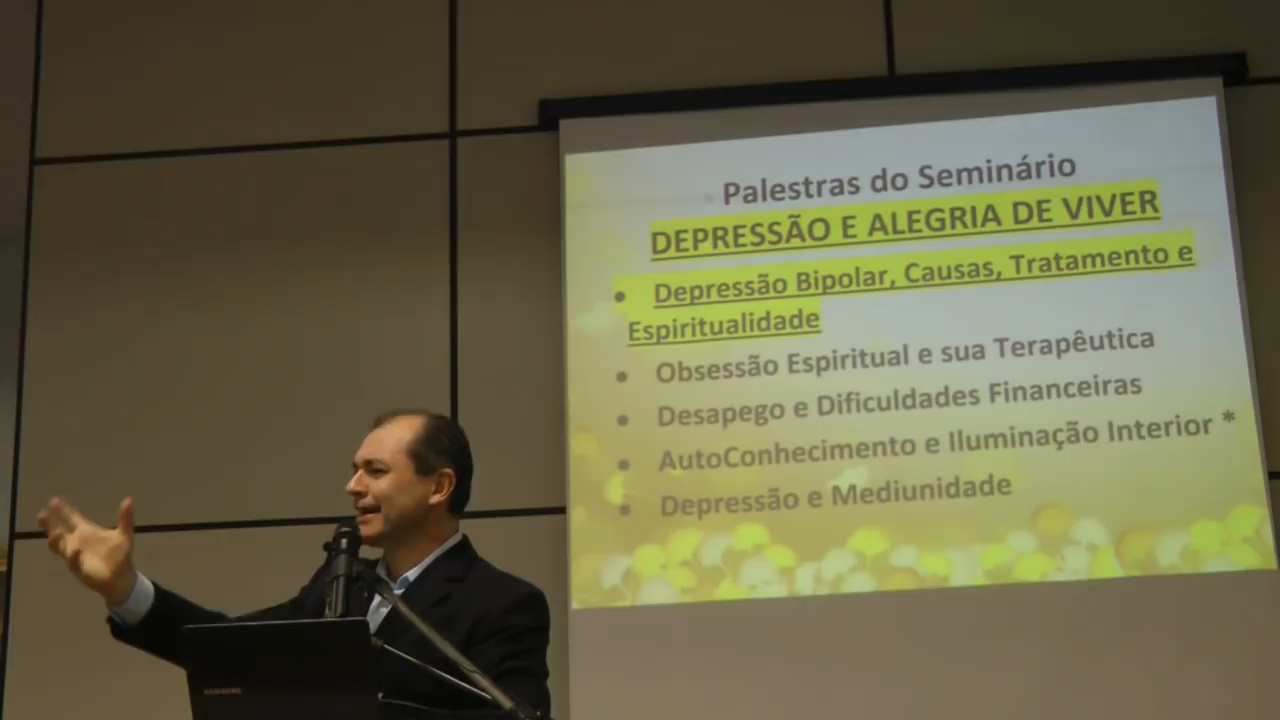 Palestras do Seminário
DEPRESSÃO E ALEGRIA DE VIVER
• Depressão Bipolar, Causas, Tratamento e
Espiritualidade
• Obsessão Espiritual e sua Terapêutica
• Desapego e Dificuldades Financeiras
• AutoConhecimento e Iluminação Interior *
• Depressão e Mediunidade
SAMSUNG